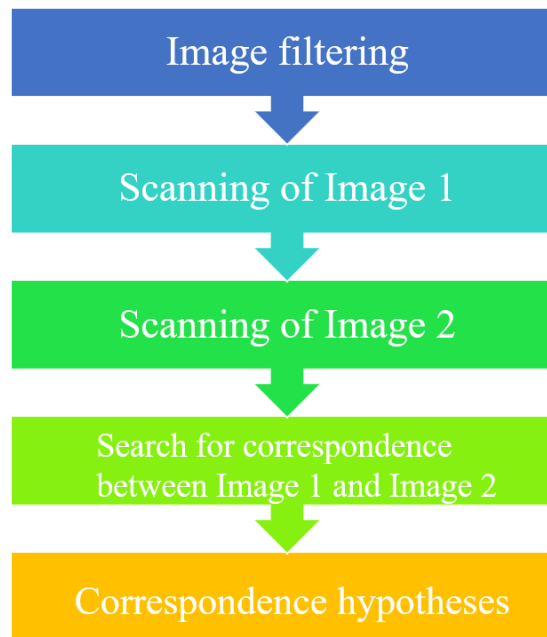 Image filtering
Scanning of Image 1
Scanning of Image 2
Search for correspondence
between Image 1 and Image 2
Correspondence hypotheses